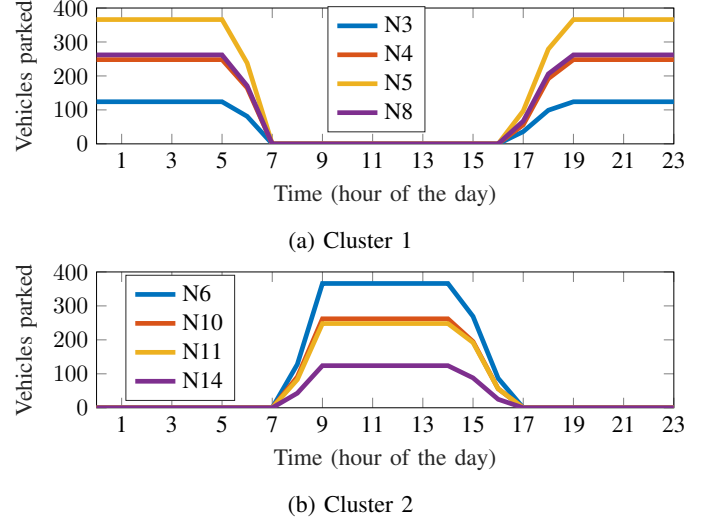 Vehicles parked
400
300
200
100
0
N3
N4
N5
N8
1 3 5 7 9 11 13 15 17 19 21 23
Time (hour of the day)
(a) Cluster 1
Vehicles parked
400
300
200
100
0
N6
N10
N11
N14
1 3 5 7 9 11 13 15 17 19 21 23
Time (hour of the day)
(b) Cluster 2